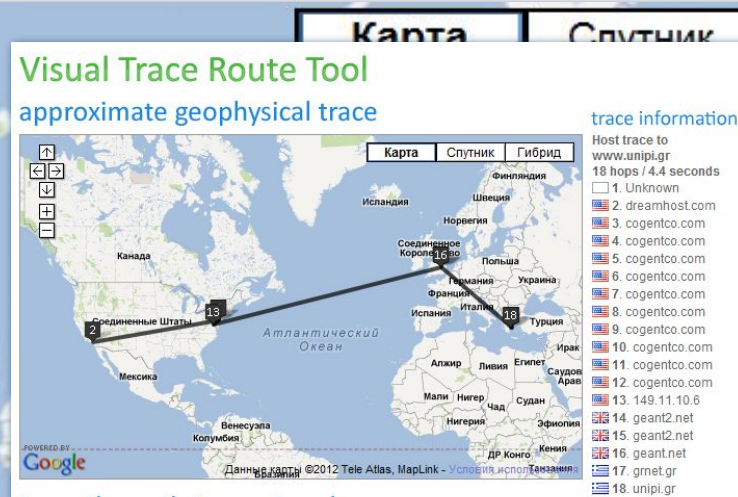 Карта
Спутник
Visual Trace Route Tool
approximate geophysical trace
Карта
Спутник
Гибрид
Финляндия
Исландия
Швеция
Норвегия
Соединенное
Королевство
16
Канада
Польша
Германия
Украина
Франция
13
Италия
18
Соединенные Штаты
2
Испания
Турция
Атлантический
Океан
Ирак
Мексика
Алжир
Ливия
Египет
Саудов
Арав
Мали
Нигер
Чад
Судан
Венесуэла
Нигерия
Эфиопия
Колумбия
Кения
ДР Конго
POWERED BY
Google
Данные карты ©2012 Tele Atlas, MapLink - Условия использования
Бразилия
Танзания
trace information
Host trace to
www.unipi.gr
18 hops / 4.4 seconds
1. Unknown
2. dreamhost.com
3. cogentco.com
4. cogentco.com
5. cogentco.com
6. cogentco.com
7. cogentco.com
8. cogentco.com
9. cogentco.com
10. cogentco.com
11. cogentco.com
12. cogentco.com
13. 149.11.10.6
14. geant2.net
15. geant2.net
16. geant.net
17. grnet.gr
18. unipi.gr